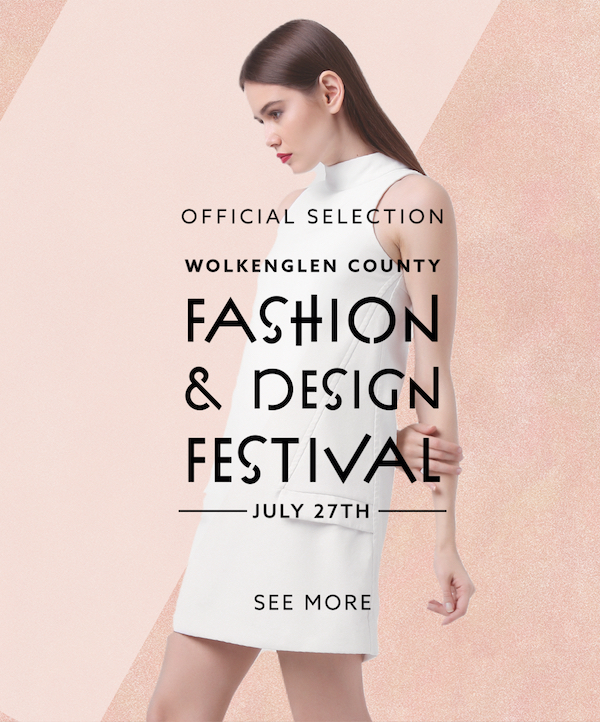 OFFICIAL SELECTION
WOLKENGLEN COUNTY
FASHION
& DESIGN
FESTIVAL
JULY 27TH
SEE MORE